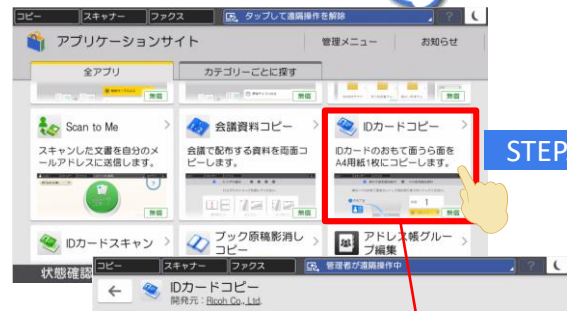 コピー スキャナー ファクス タップして遠隔操作を解除 ?
アプリケーションサイト 管理メニュー お知らせ
全アプリ カテゴリーごとに探す
無償 無償 無償
Scan to Me
スキャンした文書を自分のメールアドレスに送信します。
無償
会議資料コピー
会議で配布する資料を両面コピーします。
無償
IDカードコピー
IDカードのおもて面うら面をA4用紙1枚にコピーします。
1
無償
STEP
IDカードスキャン
ブック原稿影消しコピー
アドレス帳グループ編集
状態確認
コピー スキャナー ファクス 管理者が遠隔操作中 ?
IDカードコピー
開発元：Ricoh Co., Ltd.